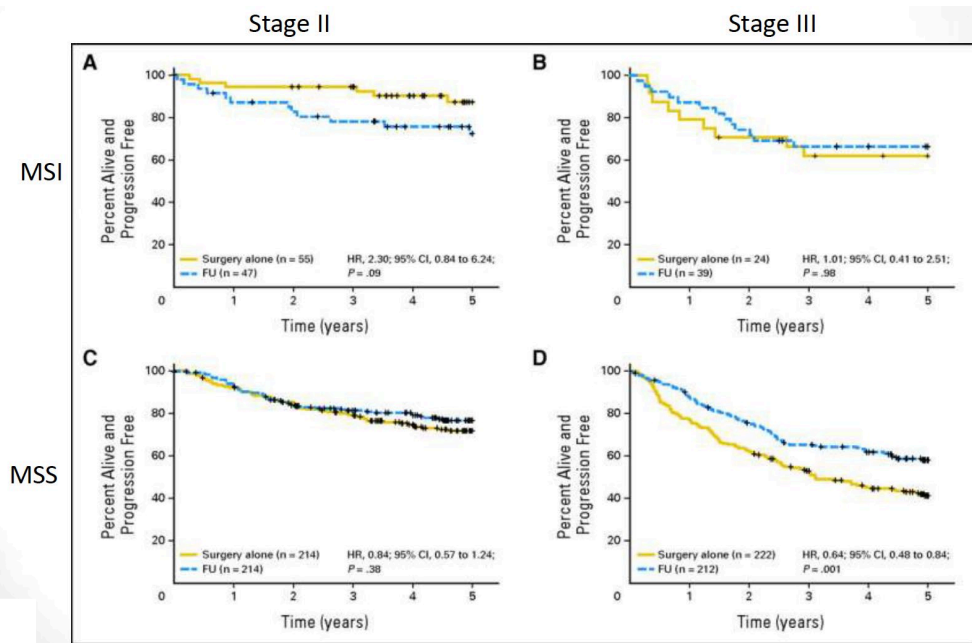 Stage II
Stage III
MSI
MSS
A
Percent Alive and
Progression Free
100
80
60
40
20
0
1
2
3
4
5
Surgery alone (n = 55)
FU (n = 47)
HR, 2.30; 95% CI, 0.84 to 6.24;
P = .09
Time (years)
B
Percent Alive and
Progression Free
100
80
60
40
20
0
1
2
3
4
5
Surgery alone (n = 24)
FU (n = 39)
HR, 1.01; 95% CI, 0.41 to 2.51;
P = .98
Time (years)
C
Percent Alive and
Progression Free
100
80
60
40
20
0
1
2
3
4
5
Surgery alone (n = 214)
FU (n = 214)
HR, 0.84; 95% CI, 0.57 to 1.24;
P = .38
Time (years)
D
Percent Alive and
Progression Free
100
80
60
40
20
0
1
2
3
4
5
Surgery alone (n = 222)
FU (n = 212)
HR, 0.64; 95% CI, 0.48 to 0.84;
P = .001
Time (years)